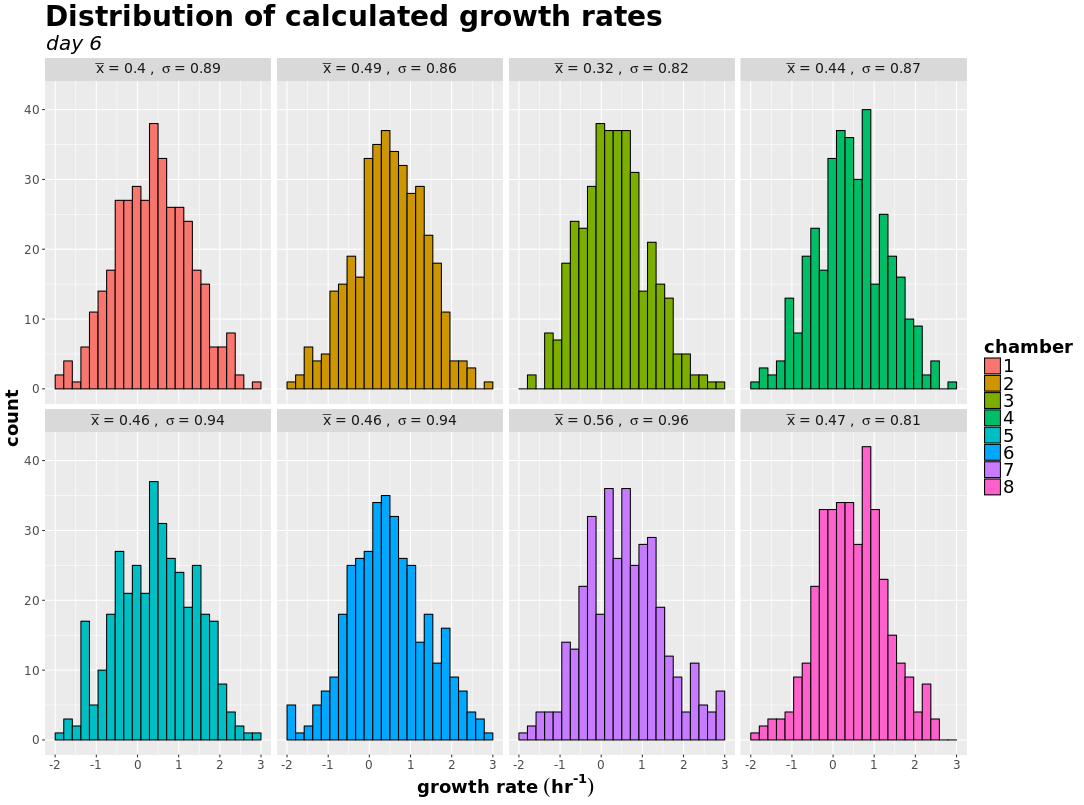 Distribution of calculated growth rates
day 6
x̅ = 0.4 , σ = 0.89
x̅ = 0.49 , σ = 0.86
x̅ = 0.32 , σ = 0.82
x̅ = 0.44 , σ = 0.87
40
30
20
10
0
x̅ = 0.46 , σ = 0.94
x̅ = 0.46 , σ = 0.94
x̅ = 0.56 , σ = 0.96
x̅ = 0.47 , σ = 0.81
40
30
20
10
0
-2 -1 0 1 2 3
-2 -1 0 1 2 3
-2 -1 0 1 2 3
-2 -1 0 1 2 3
count
growth rate (hr⁻¹)
chamber
1
2
3
4
5
6
7
8